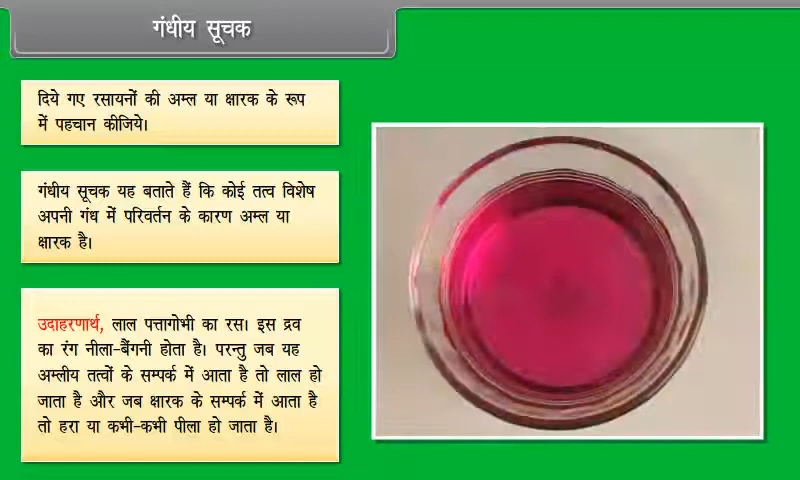 गंधीय सूचक
दिये गए रसायनों की अम्ल या क्षारक के रूप
में पहचान कीजिये।
गंधीय सूचक यह बताते हैं कि कोई तत्व विशेष
अपनी गंध में परिवर्तन के कारण अम्ल या
क्षारक है।
उदाहरणार्थ, लाल पत्तागोभी का रस। इस द्रव
का रंग नीला-बैंगनी होता है। परन्तु जब यह
अम्लीय तत्वों के सम्पर्क में आता है तो लाल हो
जाता है और जब क्षारक के सम्पर्क में आता है
तो हरा या कभी-कभी पीला हो जाता है।